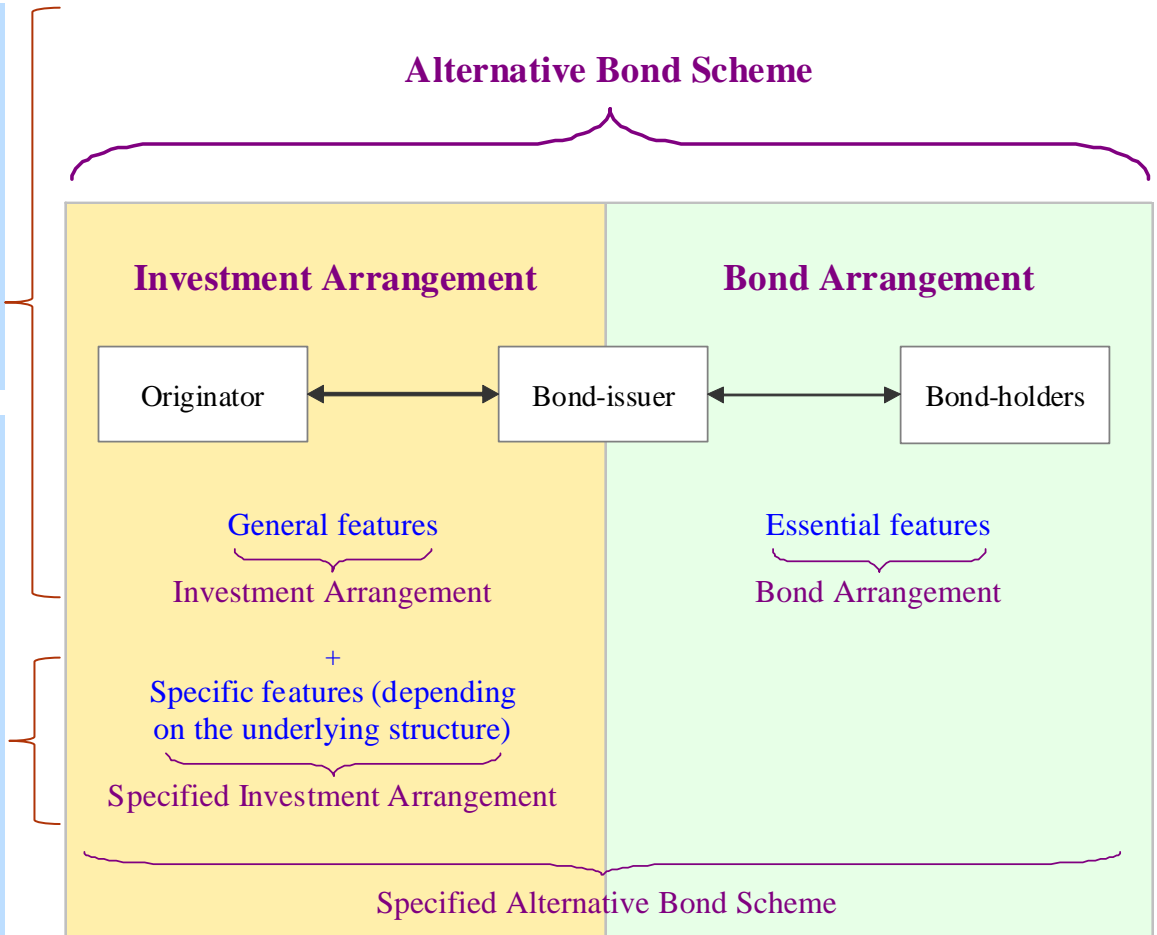 Alternative Bond Scheme
Investment Arrangement
Bond Arrangement
Originator
Bond-issuer
Bond-holders
General features
Essential features
Investment Arrangement
Bond Arrangement
+
Specific features (depending
on the underlying structure)
Specified Investment Arrangement
Specified Alternative Bond Scheme